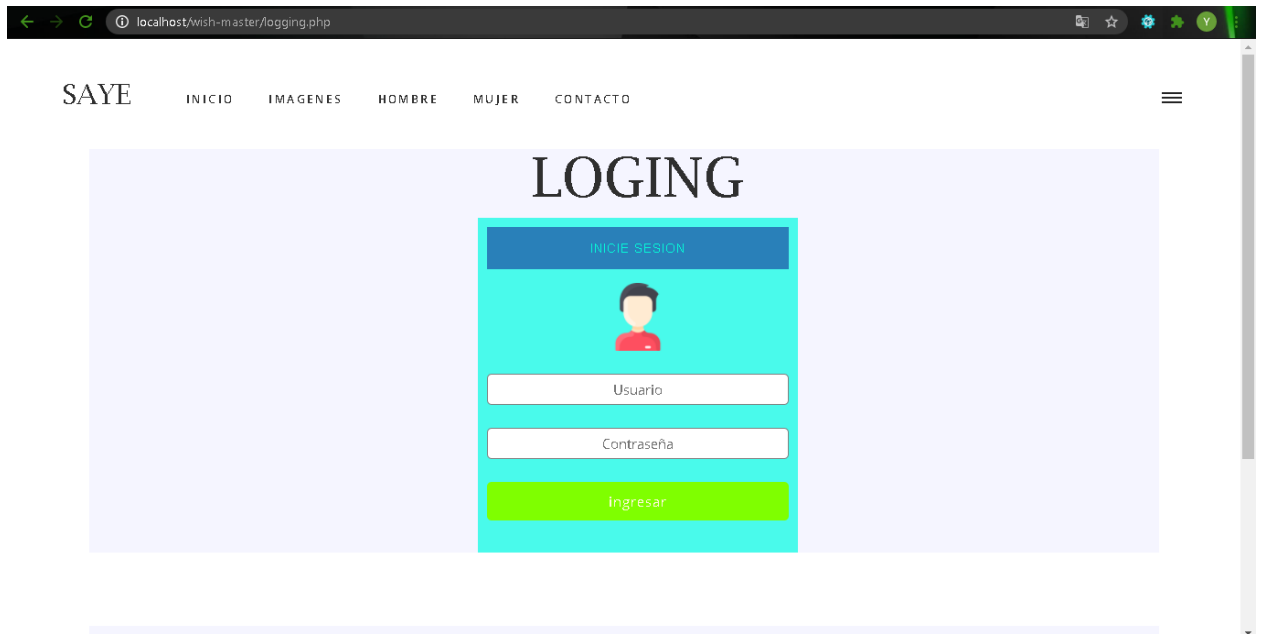 localhost/wish-master/logging.php
Y
SAYE INICIO IMAGENES HOMBRE MUJER CONTACTO
LOGING
INICIE SESION
Usuario
Contraseña
Ingresar